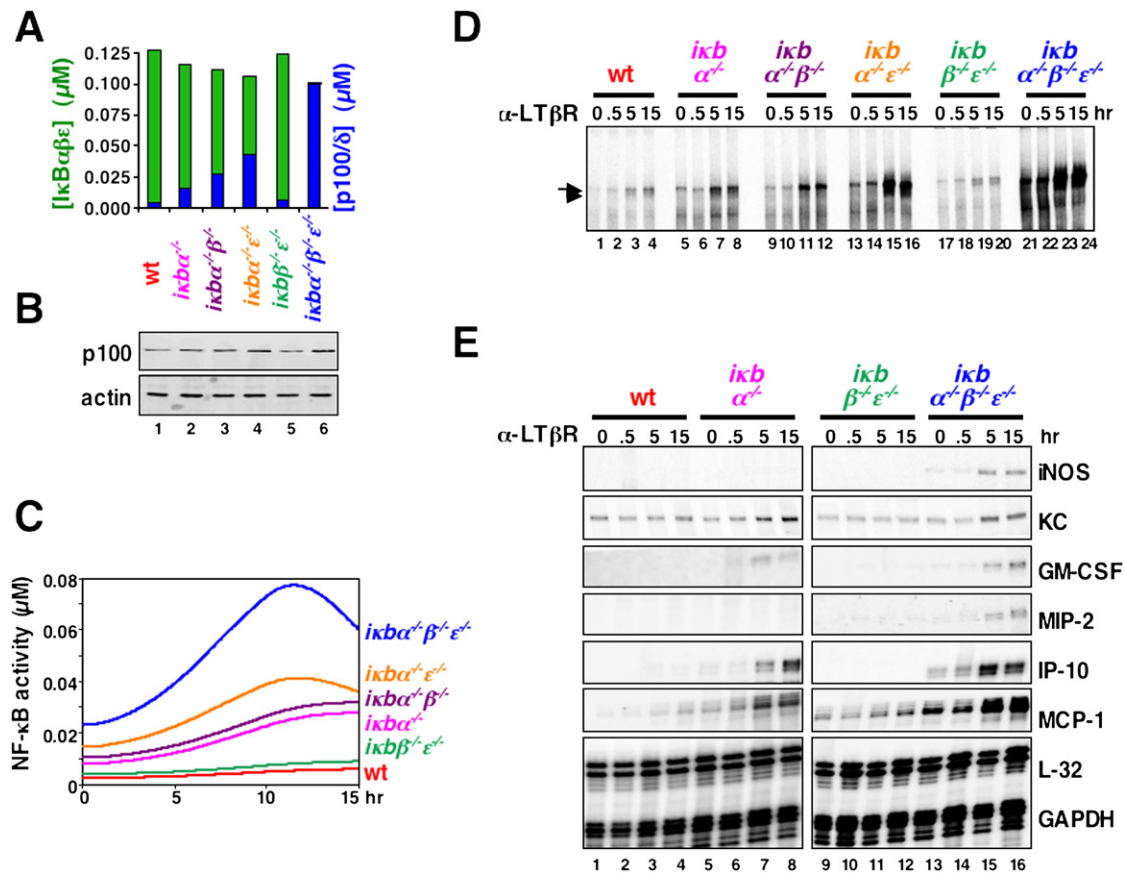 A
[IκBαβε] (µM)
0.125
0.100
0.075
0.050
0.025
0.000
[p100/δ] (µM)
wt
iκbα-/-
iκbα-/-β-/-
iκbα-/-ε-/-
iκbβ-/-ε-/-
iκbα-/-β-/-ε-/-
B
p100
actin
1 2 3 4 5 6
C
NF-κB activity (µM)
0.08
0.06
0.04
0.02
0
0 5 10 15
hr
iκbα-/-β-/-ε-/-
iκbα-/-ε-/-
iκbα-/-β-/-
iκbα-/-
iκbβ-/-ε-/-
wt
D
iκb iκb iκb iκb iκb
wt α-/- α-/-β-/- α-/-ε-/- β-/-ε-/- α-/-β-/-ε-/-
α-LTβR 0 .5 5 15 0 .5 5 15 0 .5 5 15 0 .5 5 15 0 .5 5 15 0 .5 5 15 hr
1 2 3 4 5 6 7 8 9 10 11 12 13 14 15 16 17 18 19 20 21 22 23 24
E
iκb iκb iκb
wt α-/- β-/-ε-/- α-/-β-/-ε-/-
α-LTβR 0 .5 5 15 0 .5 5 15 0 .5 5 15 0 .5 5 15 hr
iNOS
KC
GM-CSF
MIP-2
IP-10
MCP-1
L-32
GAPDH
1 2 3 4 5 6 7 8 9 10 11 12 13 14 15 16